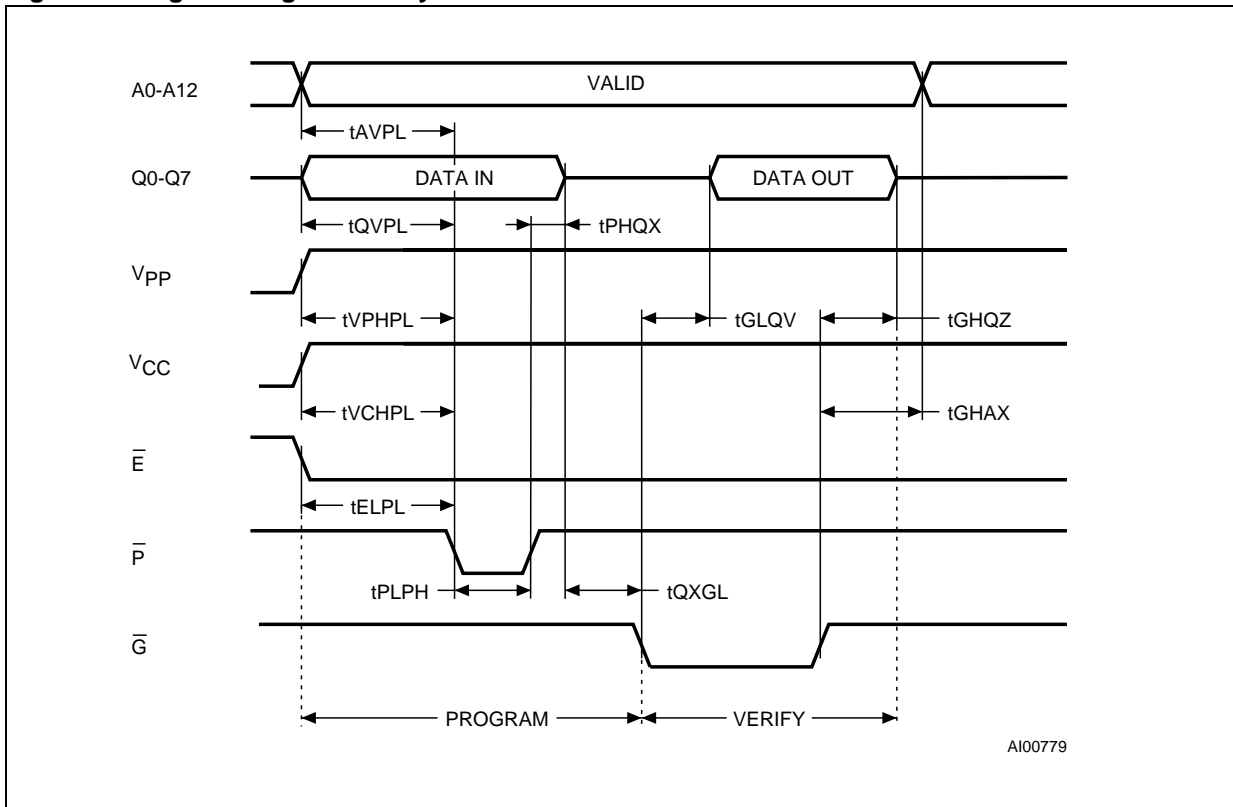 A0-A12
VALID
tAVPL
Q0-Q7
DATA IN
DATA OUT
tQVPL
tPHQX
VPP
tVPHPL
tGLQV
tGHQZ
VCC
tVCHPL
tGHAX
E̅
tELPL
P̅
tPLPH
tQXGL
G̅
PROGRAM
VERIFY
AI00779